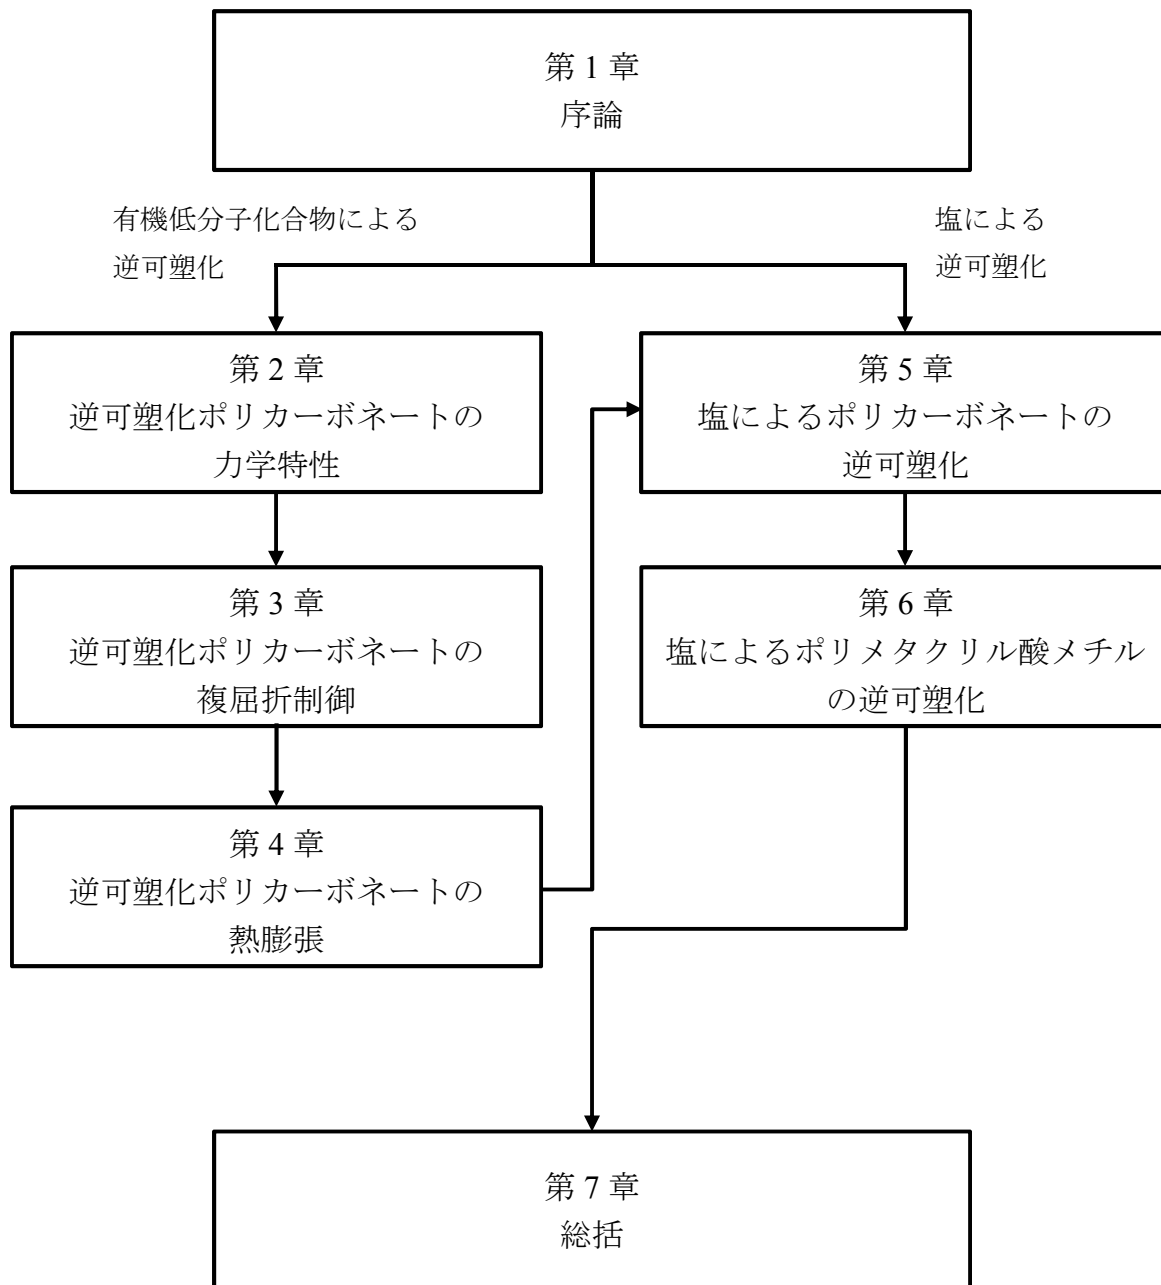 第 1 章
序論
有機低分子化合物による
逆可塑化
塩による
逆可塑化
第 2 章
逆可塑化ポリカーボネートの
力学特性
第 3 章
逆可塑化ポリカーボネートの
複屈折制御
第 4 章
逆可塑化ポリカーボネートの
熱膨張
第 5 章
塩によるポリカーボネートの
逆可塑化
第 6 章
塩によるポリメタクリル酸メチル
の逆可塑化
第 7 章
総括